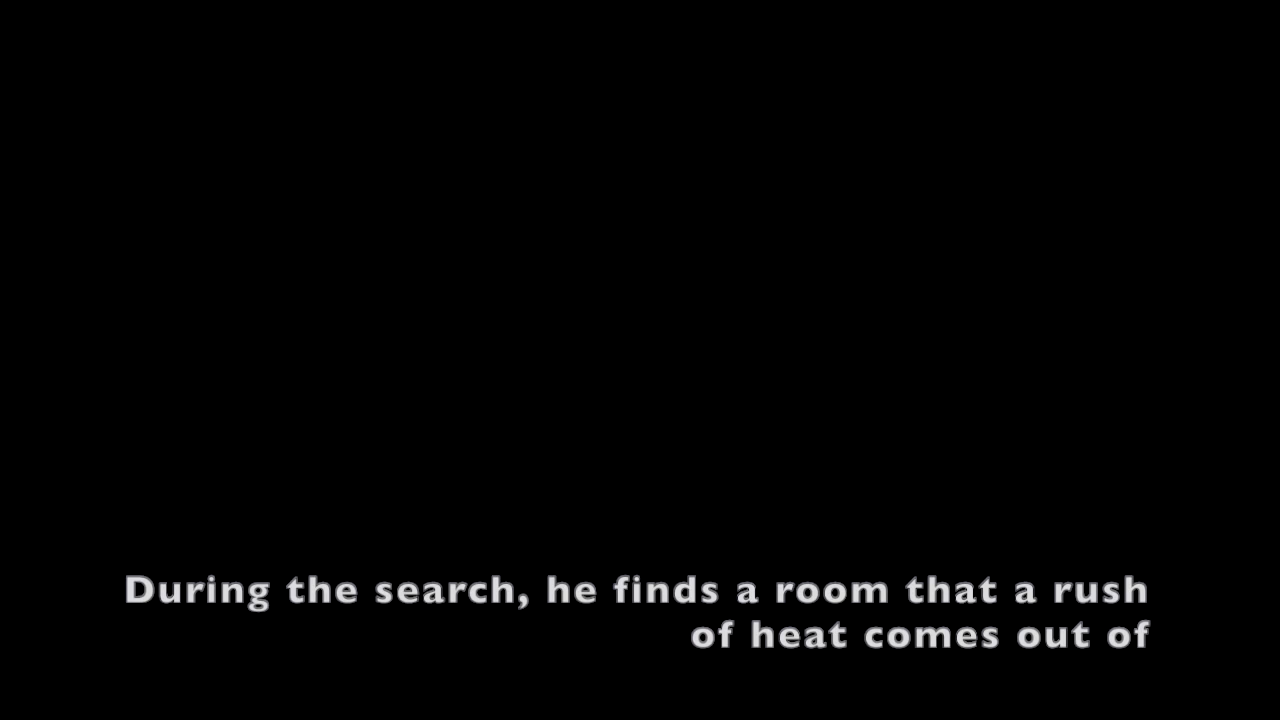 During the search, he finds a room that a rush
of heat comes out of